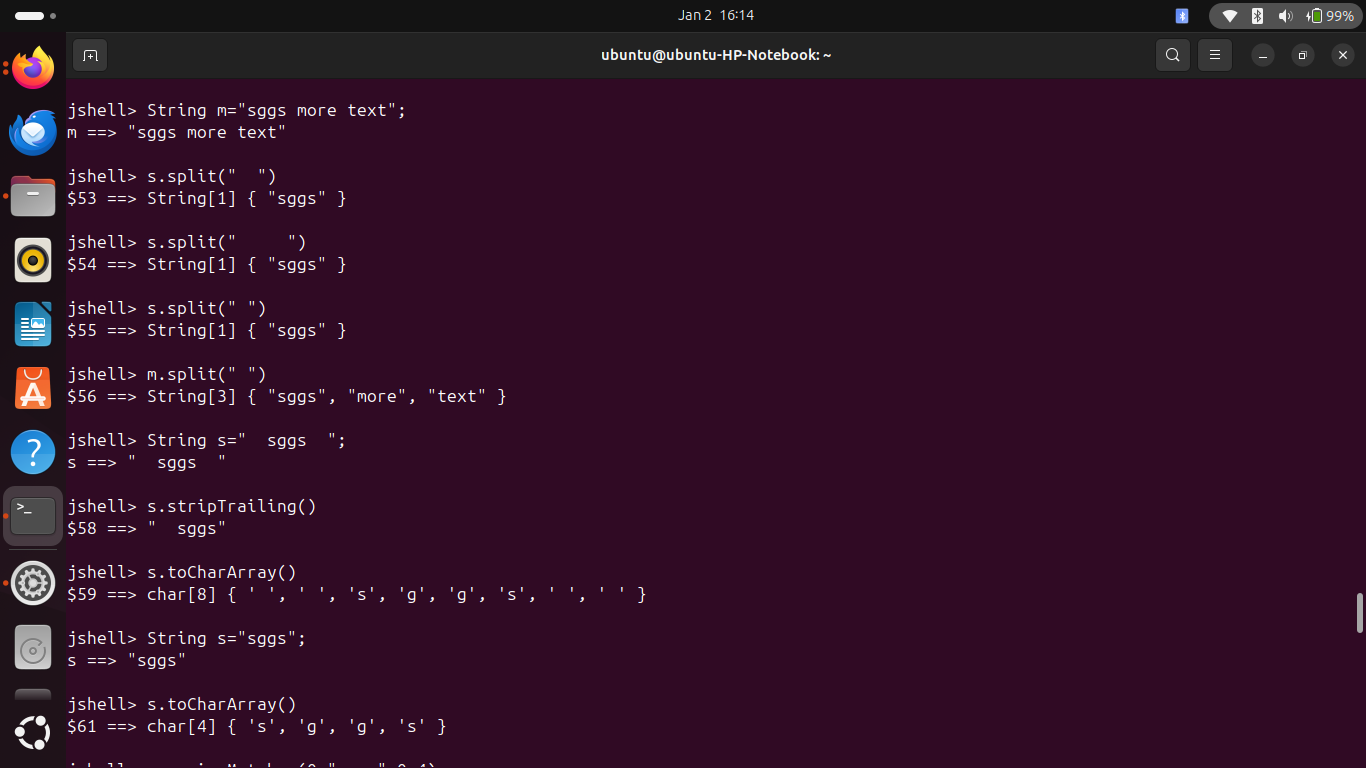 Jan 2 16:14
99%
ubuntu@ubuntu-HP-Notebook: ~
jshell> String m="sggs more text";
m ==> "sggs more text"
jshell> s.split("  ")
$53 ==> String[1] { "sggs" }
jshell> s.split("     ")
$54 ==> String[1] { "sggs" }
jshell> s.split(" ")
$55 ==> String[1] { "sggs" }
jshell> m.split(" ")
$56 ==> String[3] { "sggs", "more", "text" }
jshell> String s="  sggs  ";
s ==> "  sggs  "
jshell> s.stripTrailing()
$58 ==> "  sggs"
jshell> s.toCharArray()
$59 ==> char[8] { ' ', ' ', 's', 'g', 'g', 's', ' ', ' ' }
jshell> String s="sggs";
s ==> "sggs"
jshell> s.toCharArray()
$61 ==> char[4] { 's', 'g', 'g', 's' }